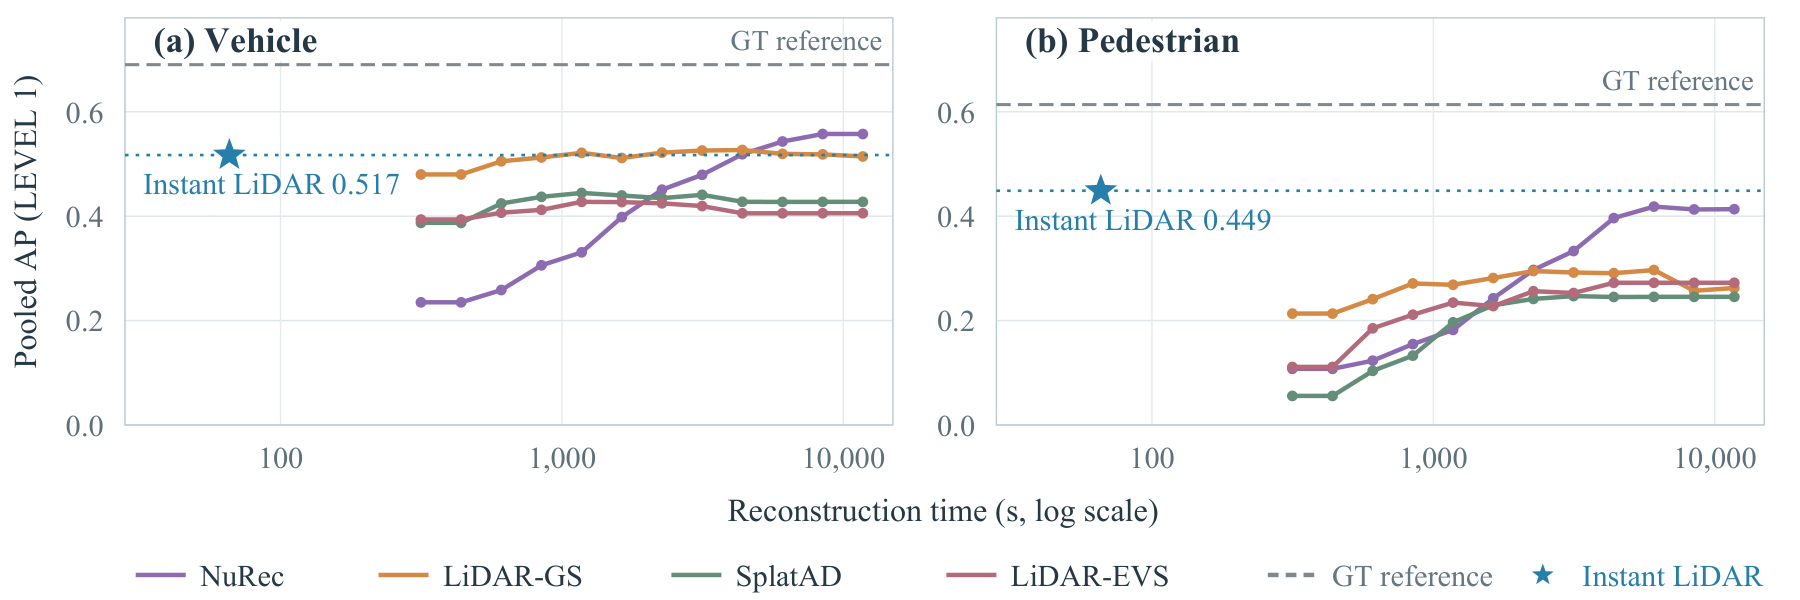 (a) Vehicle
GT reference
Instant LiDAR 0.517
0.6
0.4
0.2
0.0
100
1,000
10,000
Pooled AP (LEVEL 1)
(b) Pedestrian
GT reference
Instant LiDAR 0.449
0.6
0.4
0.2
0.0
100
1,000
10,000
Reconstruction time (s, log scale)
NuRec LiDAR-GS SplatAD LiDAR-EVS GT reference Instant LiDAR